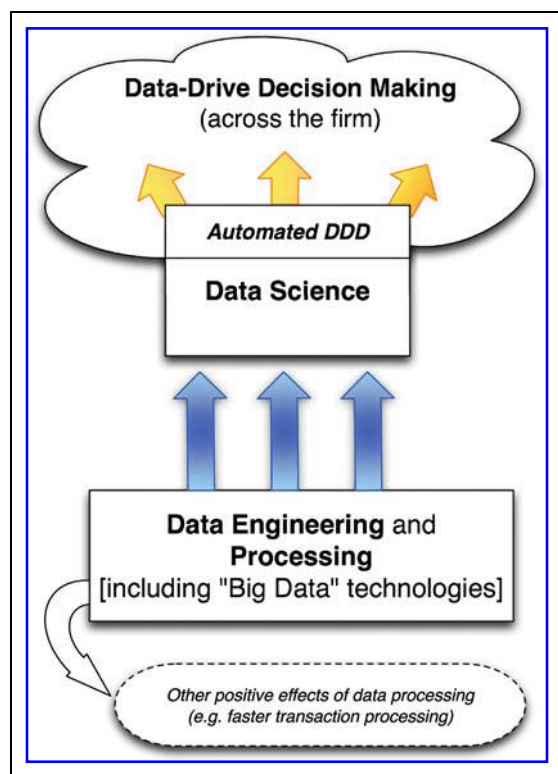 Data-Drive Decision Making
(across the firm)
Automated DDD
Data Science
Data Engineering and
Processing
[including "Big Data" technologies]
Other positive effects of data processing
(e.g. faster transaction processing)